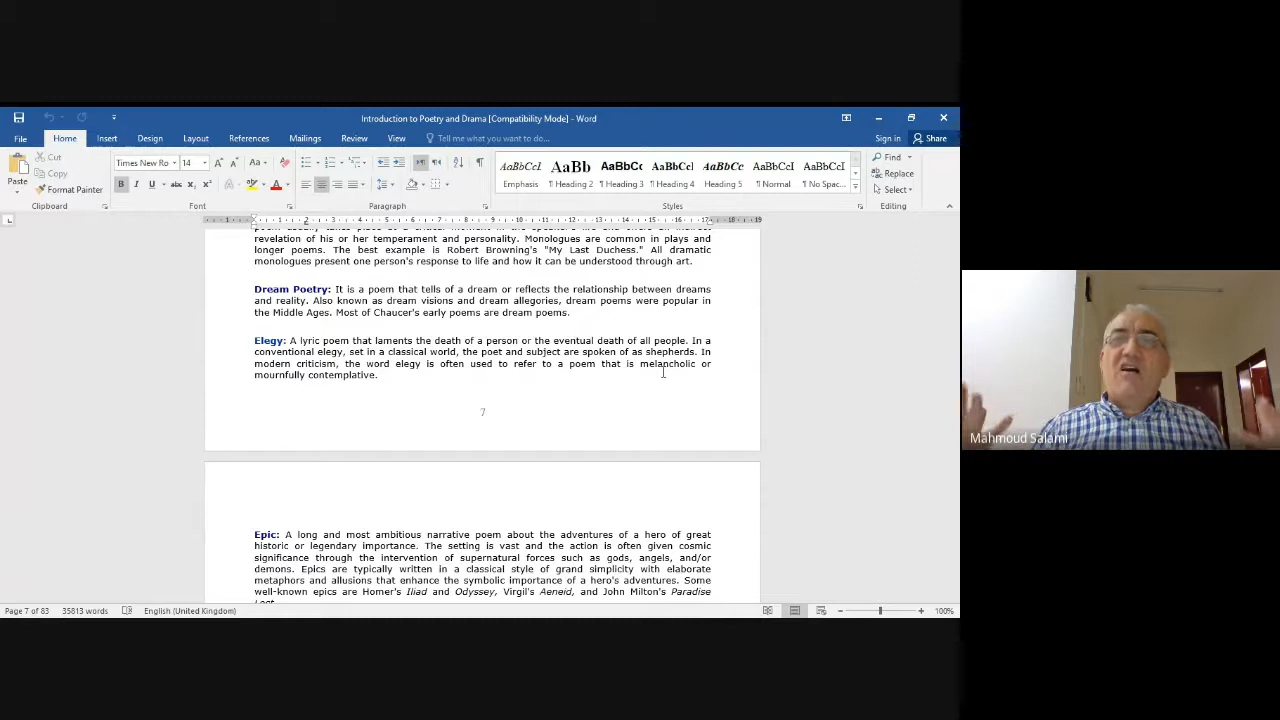 Introduction to Poetry and Drama [Compatibility Mode] - Word
File Home Insert Design Layout References Mailings Review View Tell me what you want to do... Sign in Share
Paste Cut Copy Format Painter
Times New Ro 14
Emphasis ¶ Heading 2 ¶ Heading 3 ¶ Heading 4 Heading 5 ¶ Normal ¶ No Spac...
Find Replace Select
Clipboard Font Paragraph Styles Editing
revelation of his or her temperament and personality. Monologues are common in plays and
longer poems. The best example is Robert Browning's "My Last Duchess." All dramatic
monologues present one person's response to life and how it can be understood through art.
Dream Poetry: It is a poem that tells of a dream or reflects the relationship between dreams
and reality. Also known as dream visions and dream allegories, dream poems were popular in
the Middle Ages. Most of Chaucer's early poems are dream poems.
Elegy: A lyric poem that laments the death of a person or the eventual death of all people. In a
conventional elegy, set in a classical world, the poet and subject are spoken of as shepherds. In
modern criticism, the word elegy is often used to refer to a poem that is melancholic or
mournfully contemplative.
7
Epic: A long and most ambitious narrative poem about the adventures of a hero of great
historic or legendary importance. The setting is vast and the action is often given cosmic
significance through the intervention of supernatural forces such as gods, angels, and/or
demons. Epics are typically written in a classical style of grand simplicity with elaborate
metaphors and allusions that enhance the symbolic importance of a hero's adventures. Some
well-known epics are Homer's Iliad and Odyssey, Virgil's Aeneid, and John Milton's Paradise
Page 7 of 83 35813 words English (United Kingdom) 100%
Mahmoud Salami